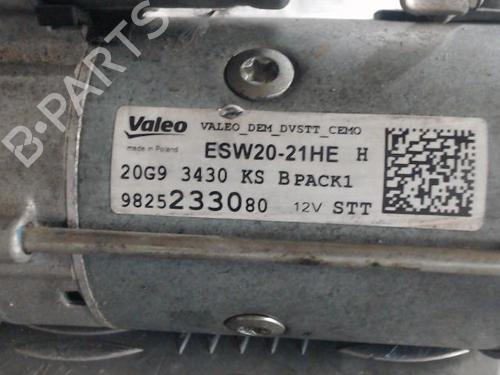 B-PARTS
Valeo VALEO_DEM_DVSTT_CEMO
made in Poland ESW20-21HE H
20G9 3430 KS BPACK1
9825233080 12V STT